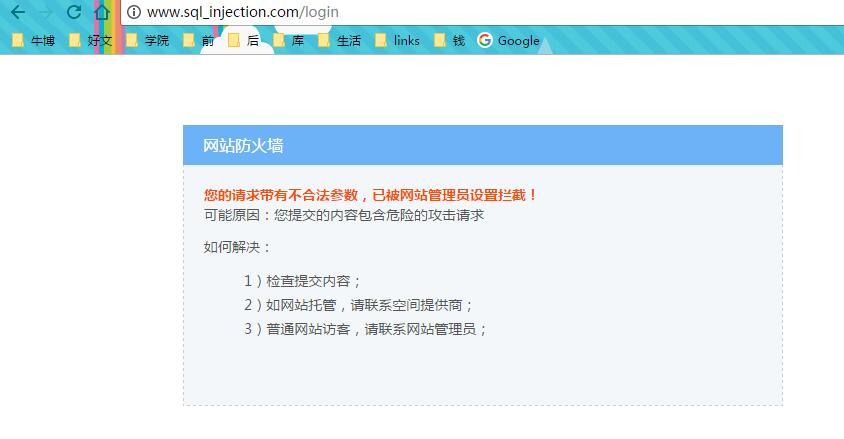 www.sql_injection.com/login
牛博 好文 学院 前 后 库 生活 links 钱 Google
网站防火墙
您的请求带有不合法参数，已被网站管理员设置拦截！
可能原因：您提交的内容包含危险的攻击请求
如何解决：
1）检查提交内容；
2）如网站托管，请联系空间提供商；
3）普通网站访客，请联系网站管理员；